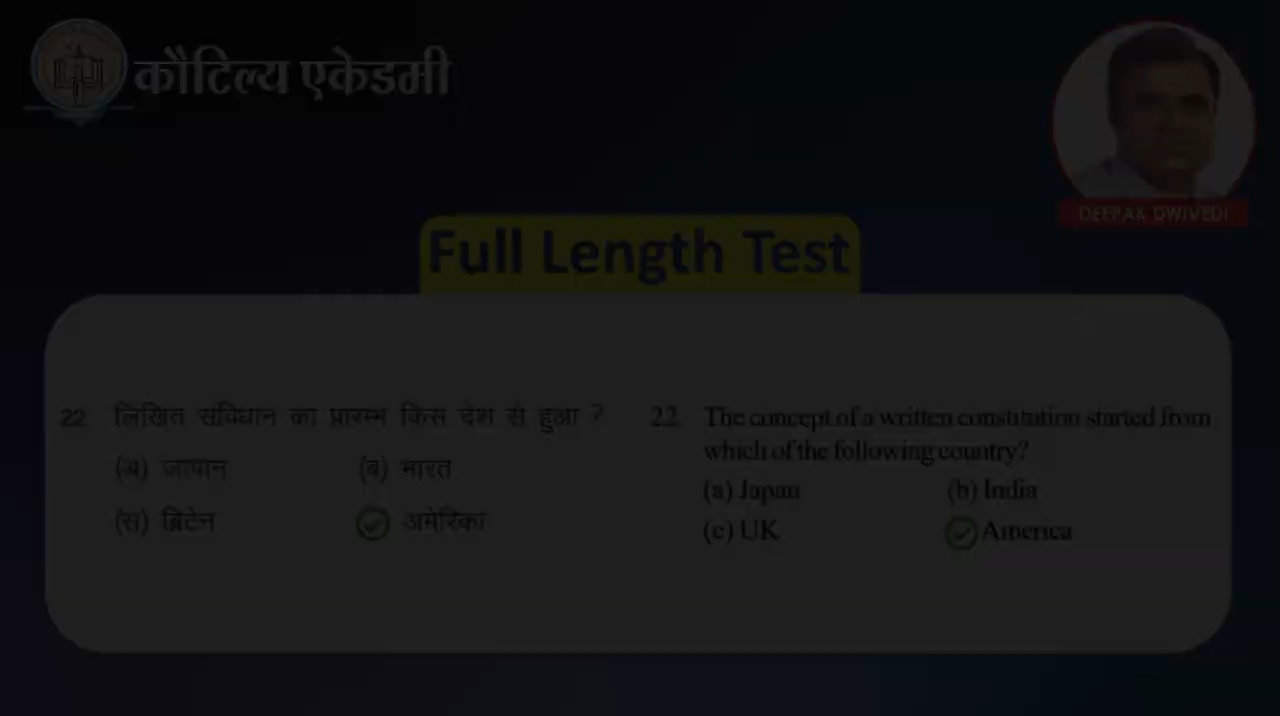 कौटिल्य एकेडमी
DEEPAK DWIVEDI
Full Length Test
22 लिखित संविधान का प्रारम्भ किस देश से हुआ ?
(अ) जापान (ब) भारत
(स) ब्रिटेन अमेरिका
22 The concept of a written constitution started from
which of the following country?
(a) Japan (b) India
(c) UK America